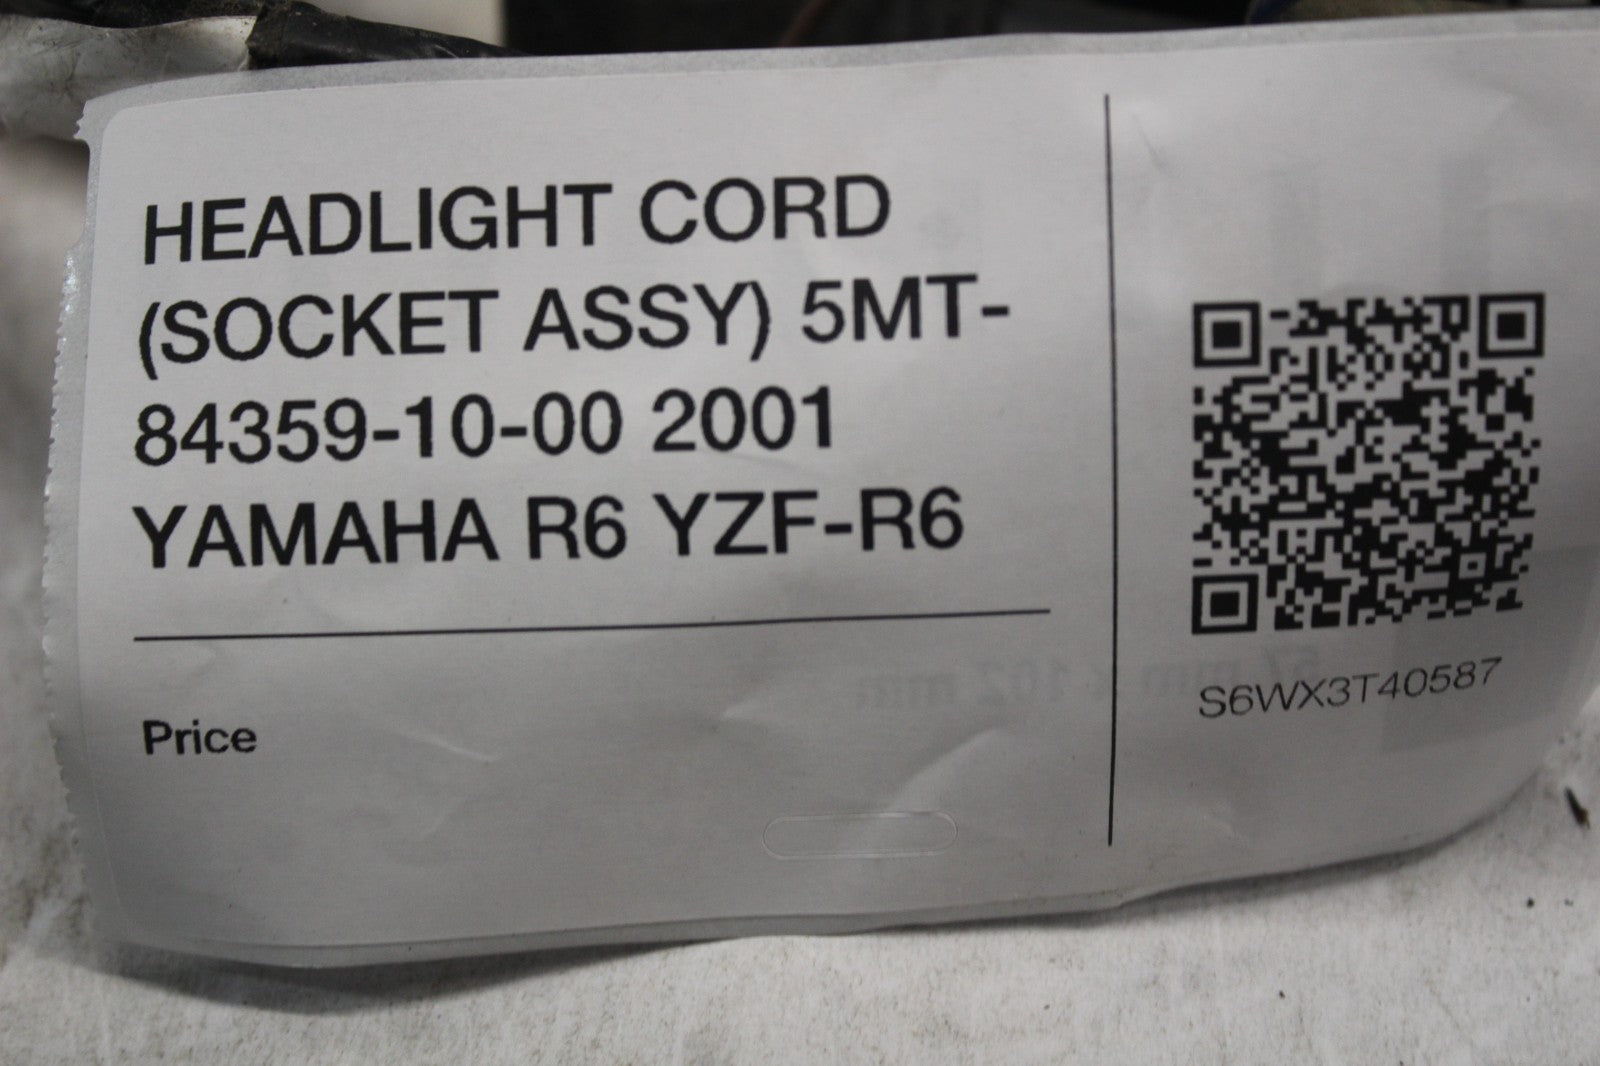 HEADLIGHT CORD
(SOCKET ASSY) 5MT-
84359-10-00 2001
YAMAHA R6 YZF-R6
Price
S6WX3T40587